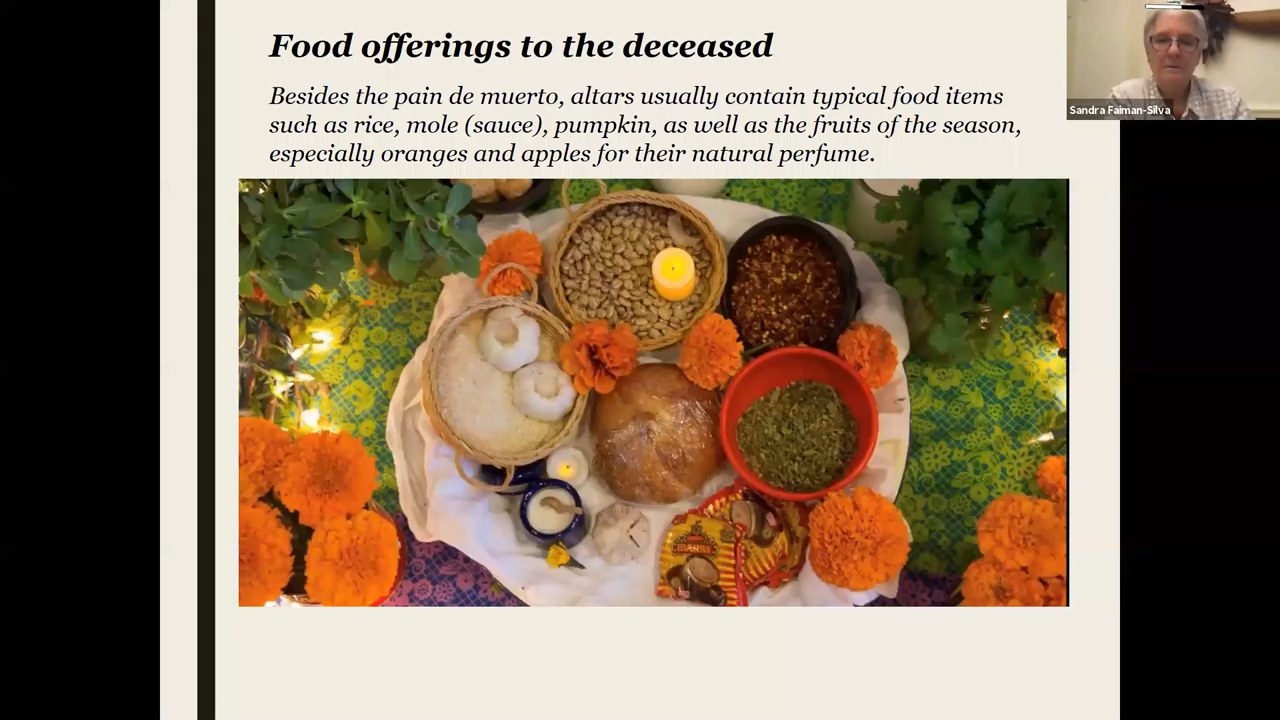 Food offerings to the deceased
Besides the pain de muerto, altars usually contain typical food items
such as rice, mole (sauce), pumpkin, as well as the fruits of the season,
especially oranges and apples for their natural perfume.
Sandra Faiman-Silva